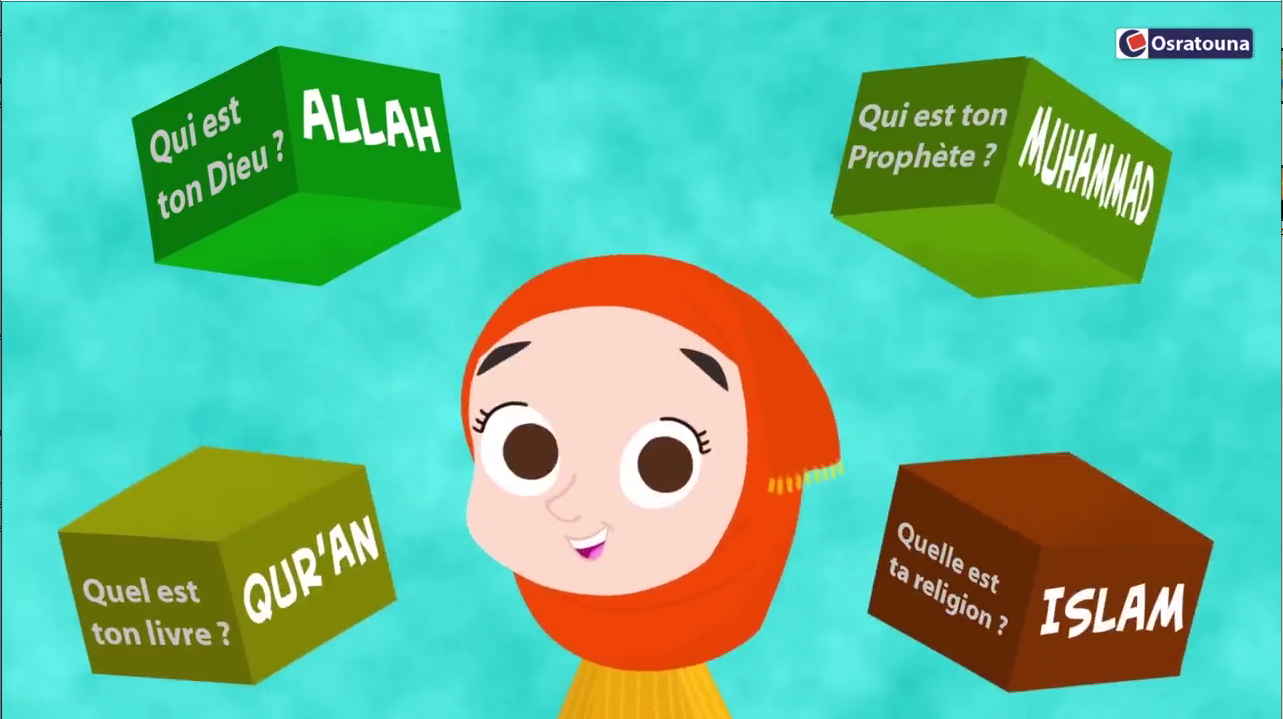 Osratouna
Qui est
ton Dieu ?
ALLAH
Qui est ton
Prophète ?
MUHAMMAD
Quel est
ton livre ?
QUR'AN
Quelle est
ta religion ?
ISLAM